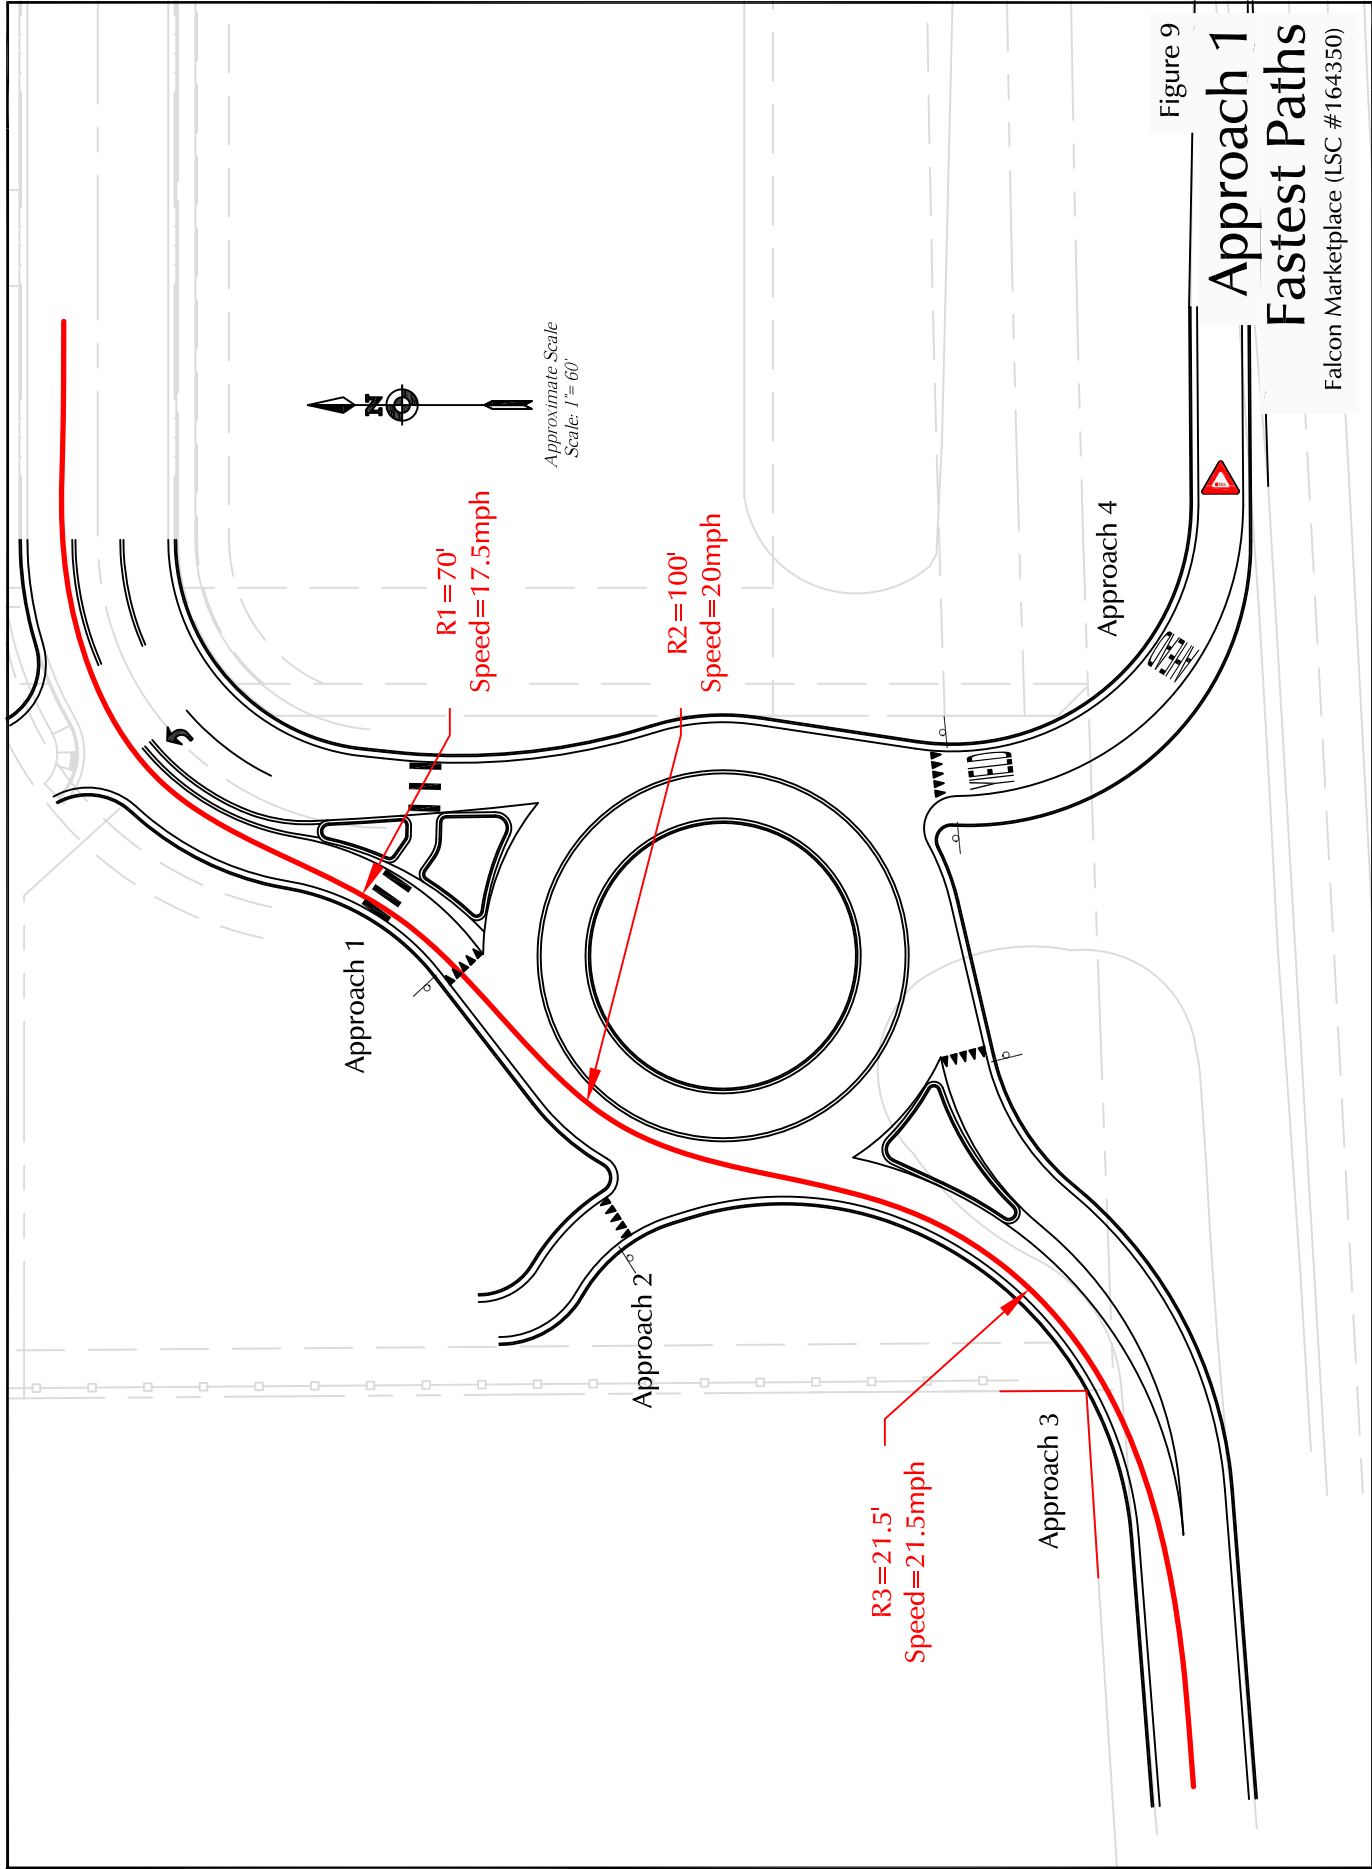 Figure 9
Approach 1
Fastest Paths
Falcon Marketplace (LSC #164350)
N
Approximate Scale
Scale: 1"= 60'
R1=70'
Speed=17.5mph
R2=100'
Speed=20mph
R3=21.5'
Speed=21.5mph
Approach 1
Approach 2
Approach 3
Approach 4
YIELD